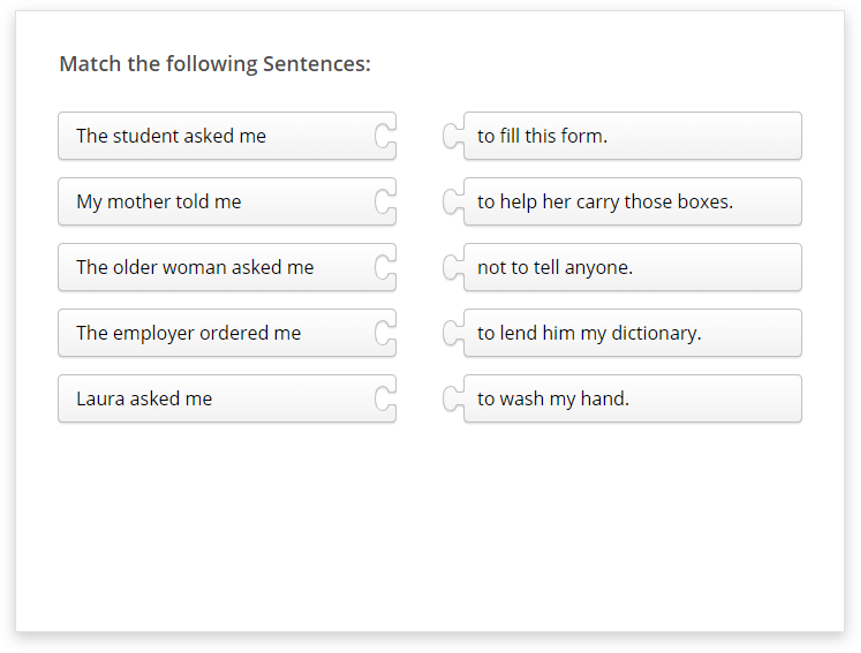 Match the following Sentences:
The student asked me
to fill this form.
My mother told me
to help her carry those boxes.
The older woman asked me
not to tell anyone.
The employer ordered me
to lend him my dictionary.
Laura asked me
to wash my hand.